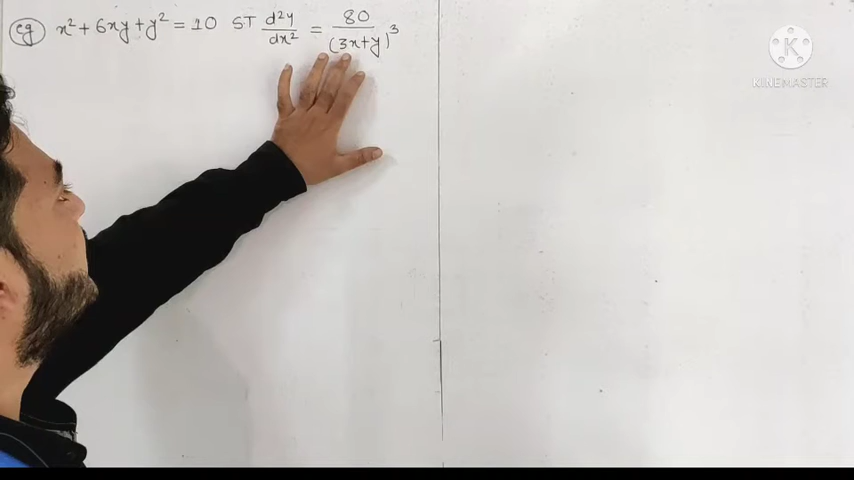 eg x² + 6xy + y² = 10 ST d²y/dx² = 80/(3x+y)³
K
KINEMASTER